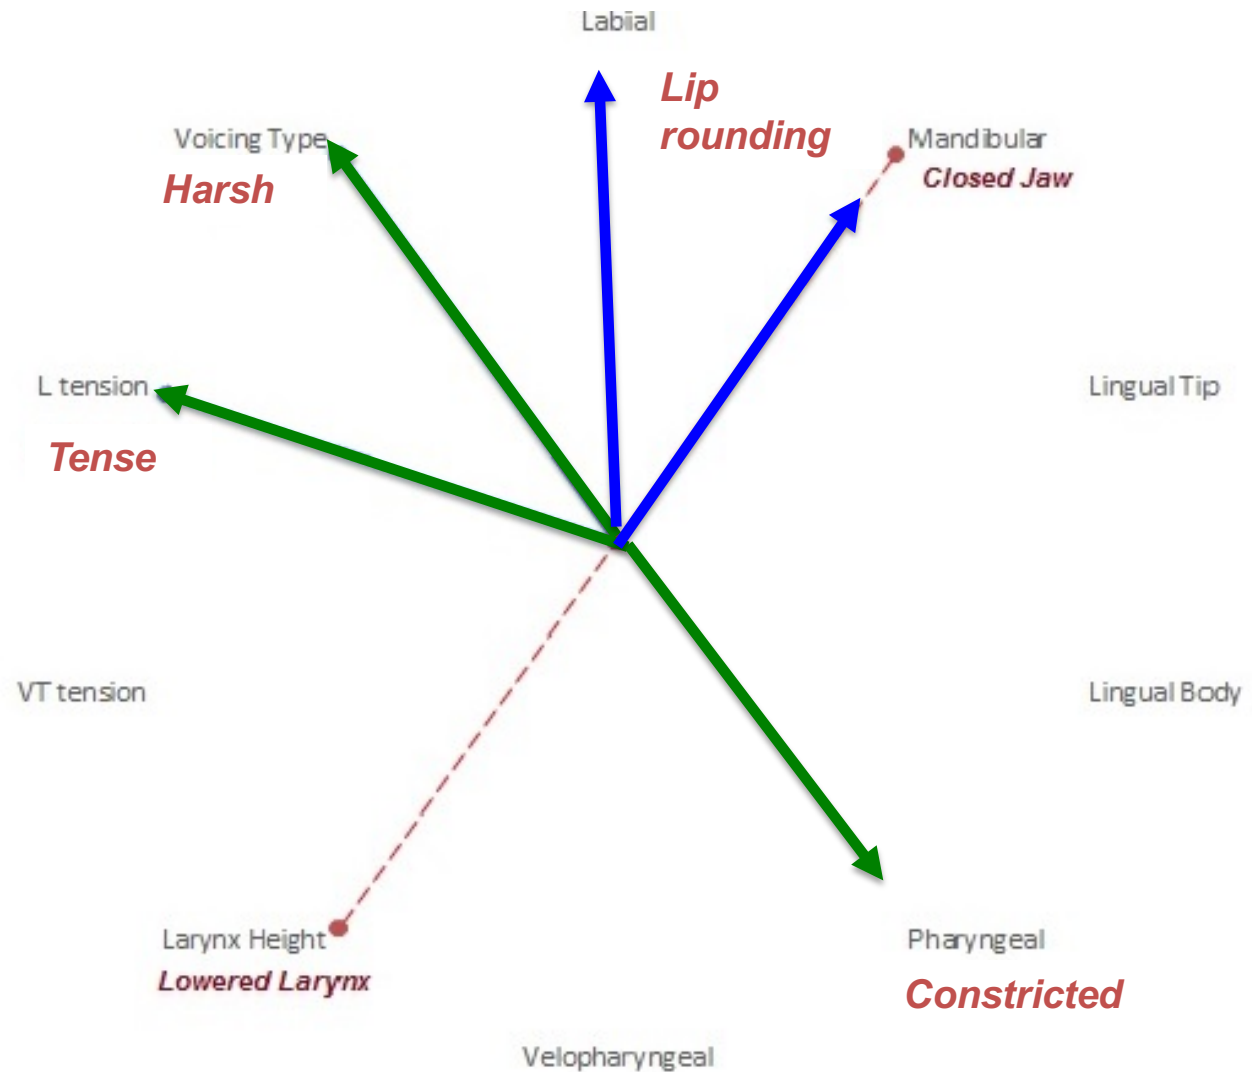 Labial
Lip
rounding
Voicing Type
Harsh
Mandibular
Closed Jaw
L tension
Tense
Lingual Tip
VT tension
Lingual Body
Larynx Height
Lowered Larynx
Pharyngeal
Constricted
Velopharyngeal